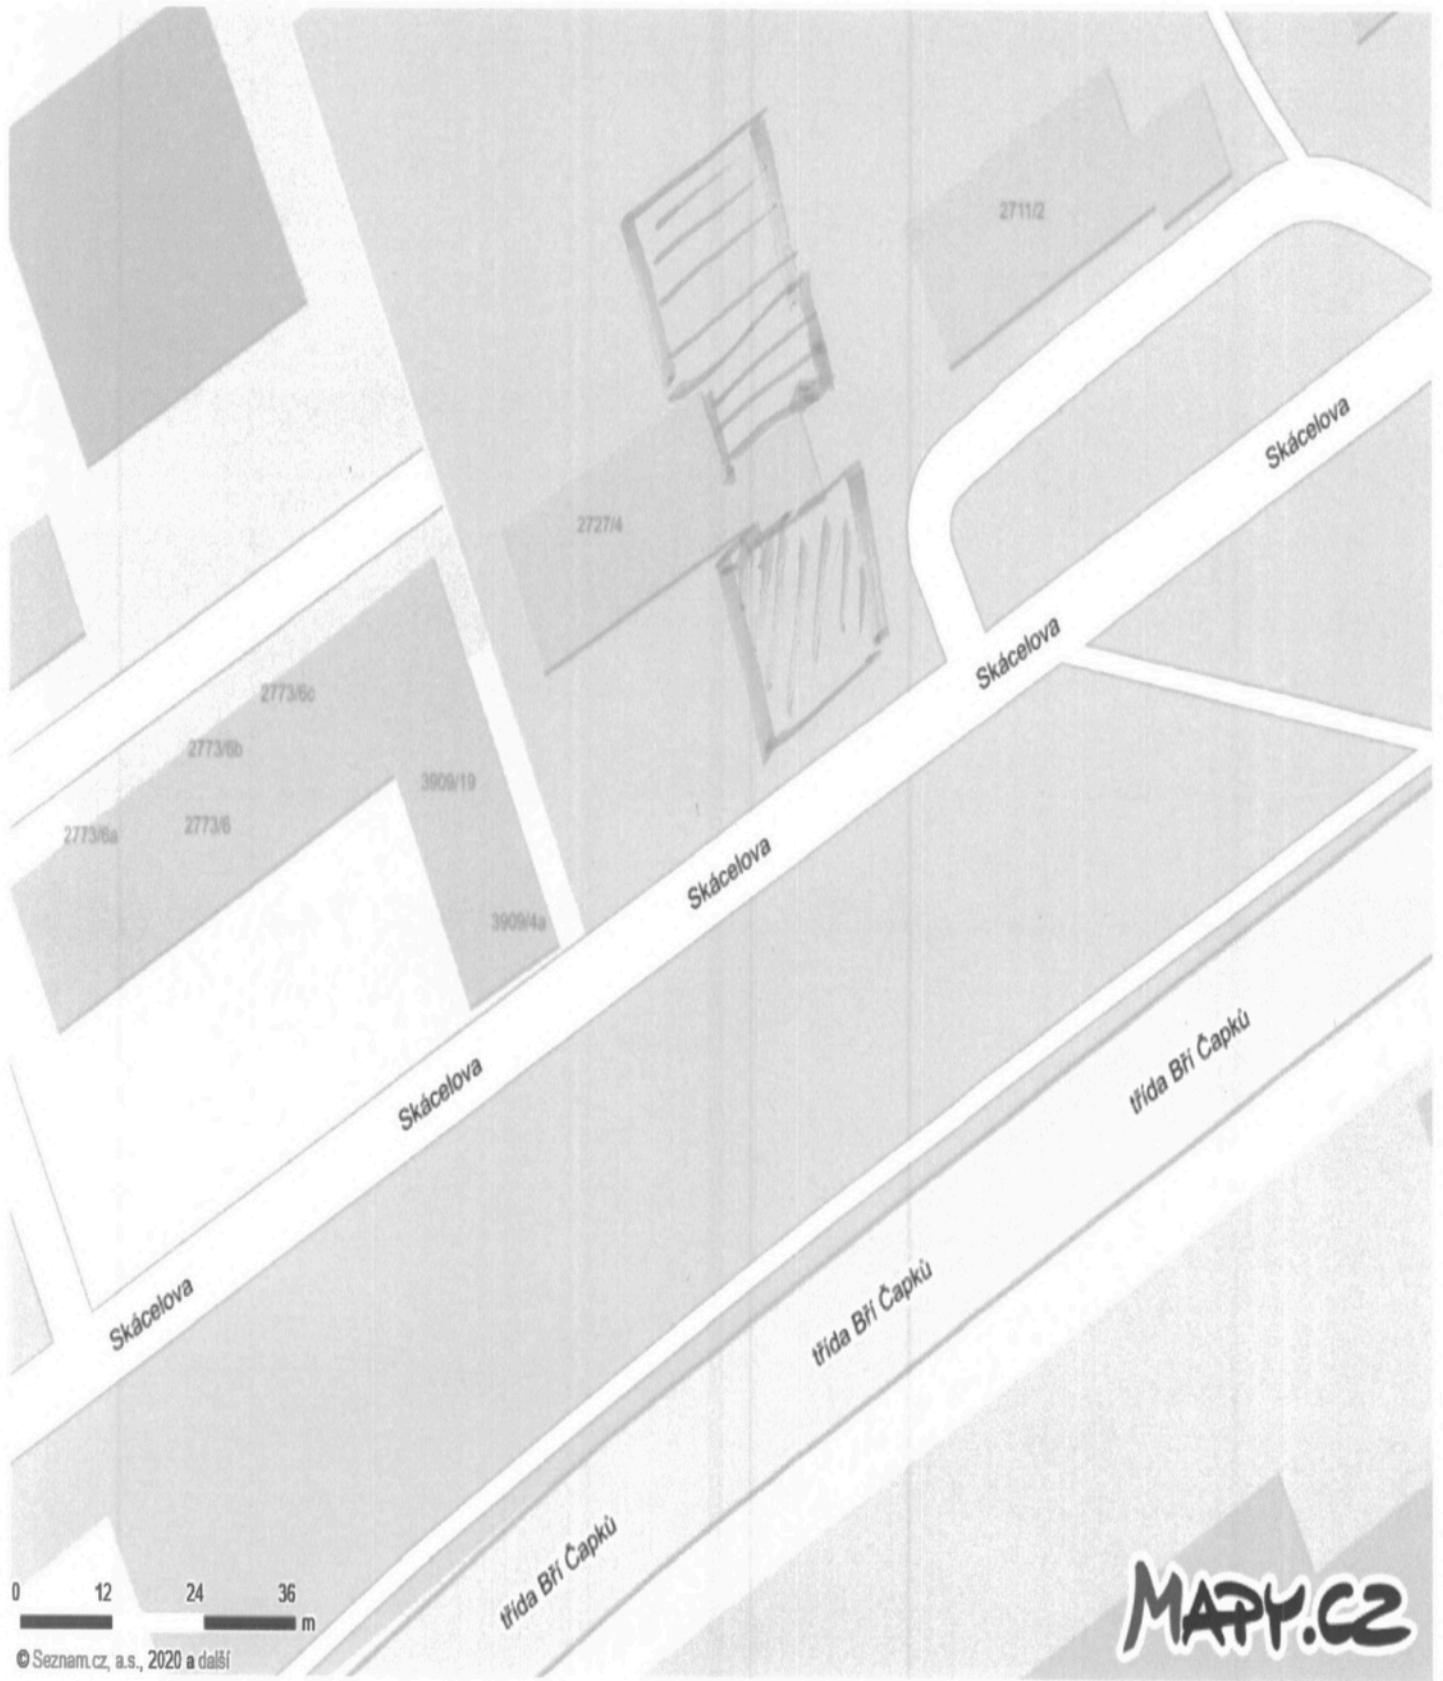 2711/2
Skácelova
2727/4
Skácelova
2773/6c
2773/6b
3909/19
2773/6a
2773/6
Skácelova
3909/4a
třída Bří Čapků
Skácelova
třída Bří Čapků
Skácelova
třída Bří Čapků
0 12 24 36
m
MAPY.CZ
© Seznam.cz, a.s., 2020 a další